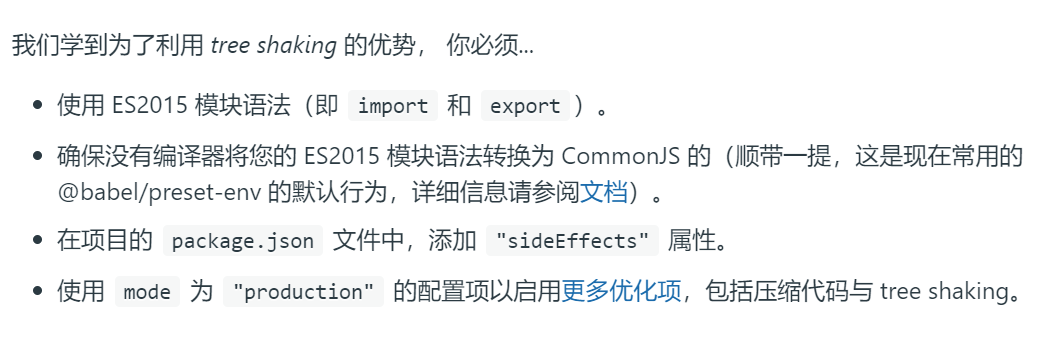 我们学到为了利用 tree shaking 的优势， 你必须...
• 使用 ES2015 模块语法（即 import 和 export）。
• 确保没有编译器将您的 ES2015 模块语法转换为 CommonJS 的（顺带一提，这是现在常用的
@babel/preset-env 的默认行为，详细信息请参阅文档）。
• 在项目的 package.json 文件中，添加 "sideEffects" 属性。
• 使用 mode 为 "production" 的配置项以启用更多优化项，包括压缩代码与 tree shaking。